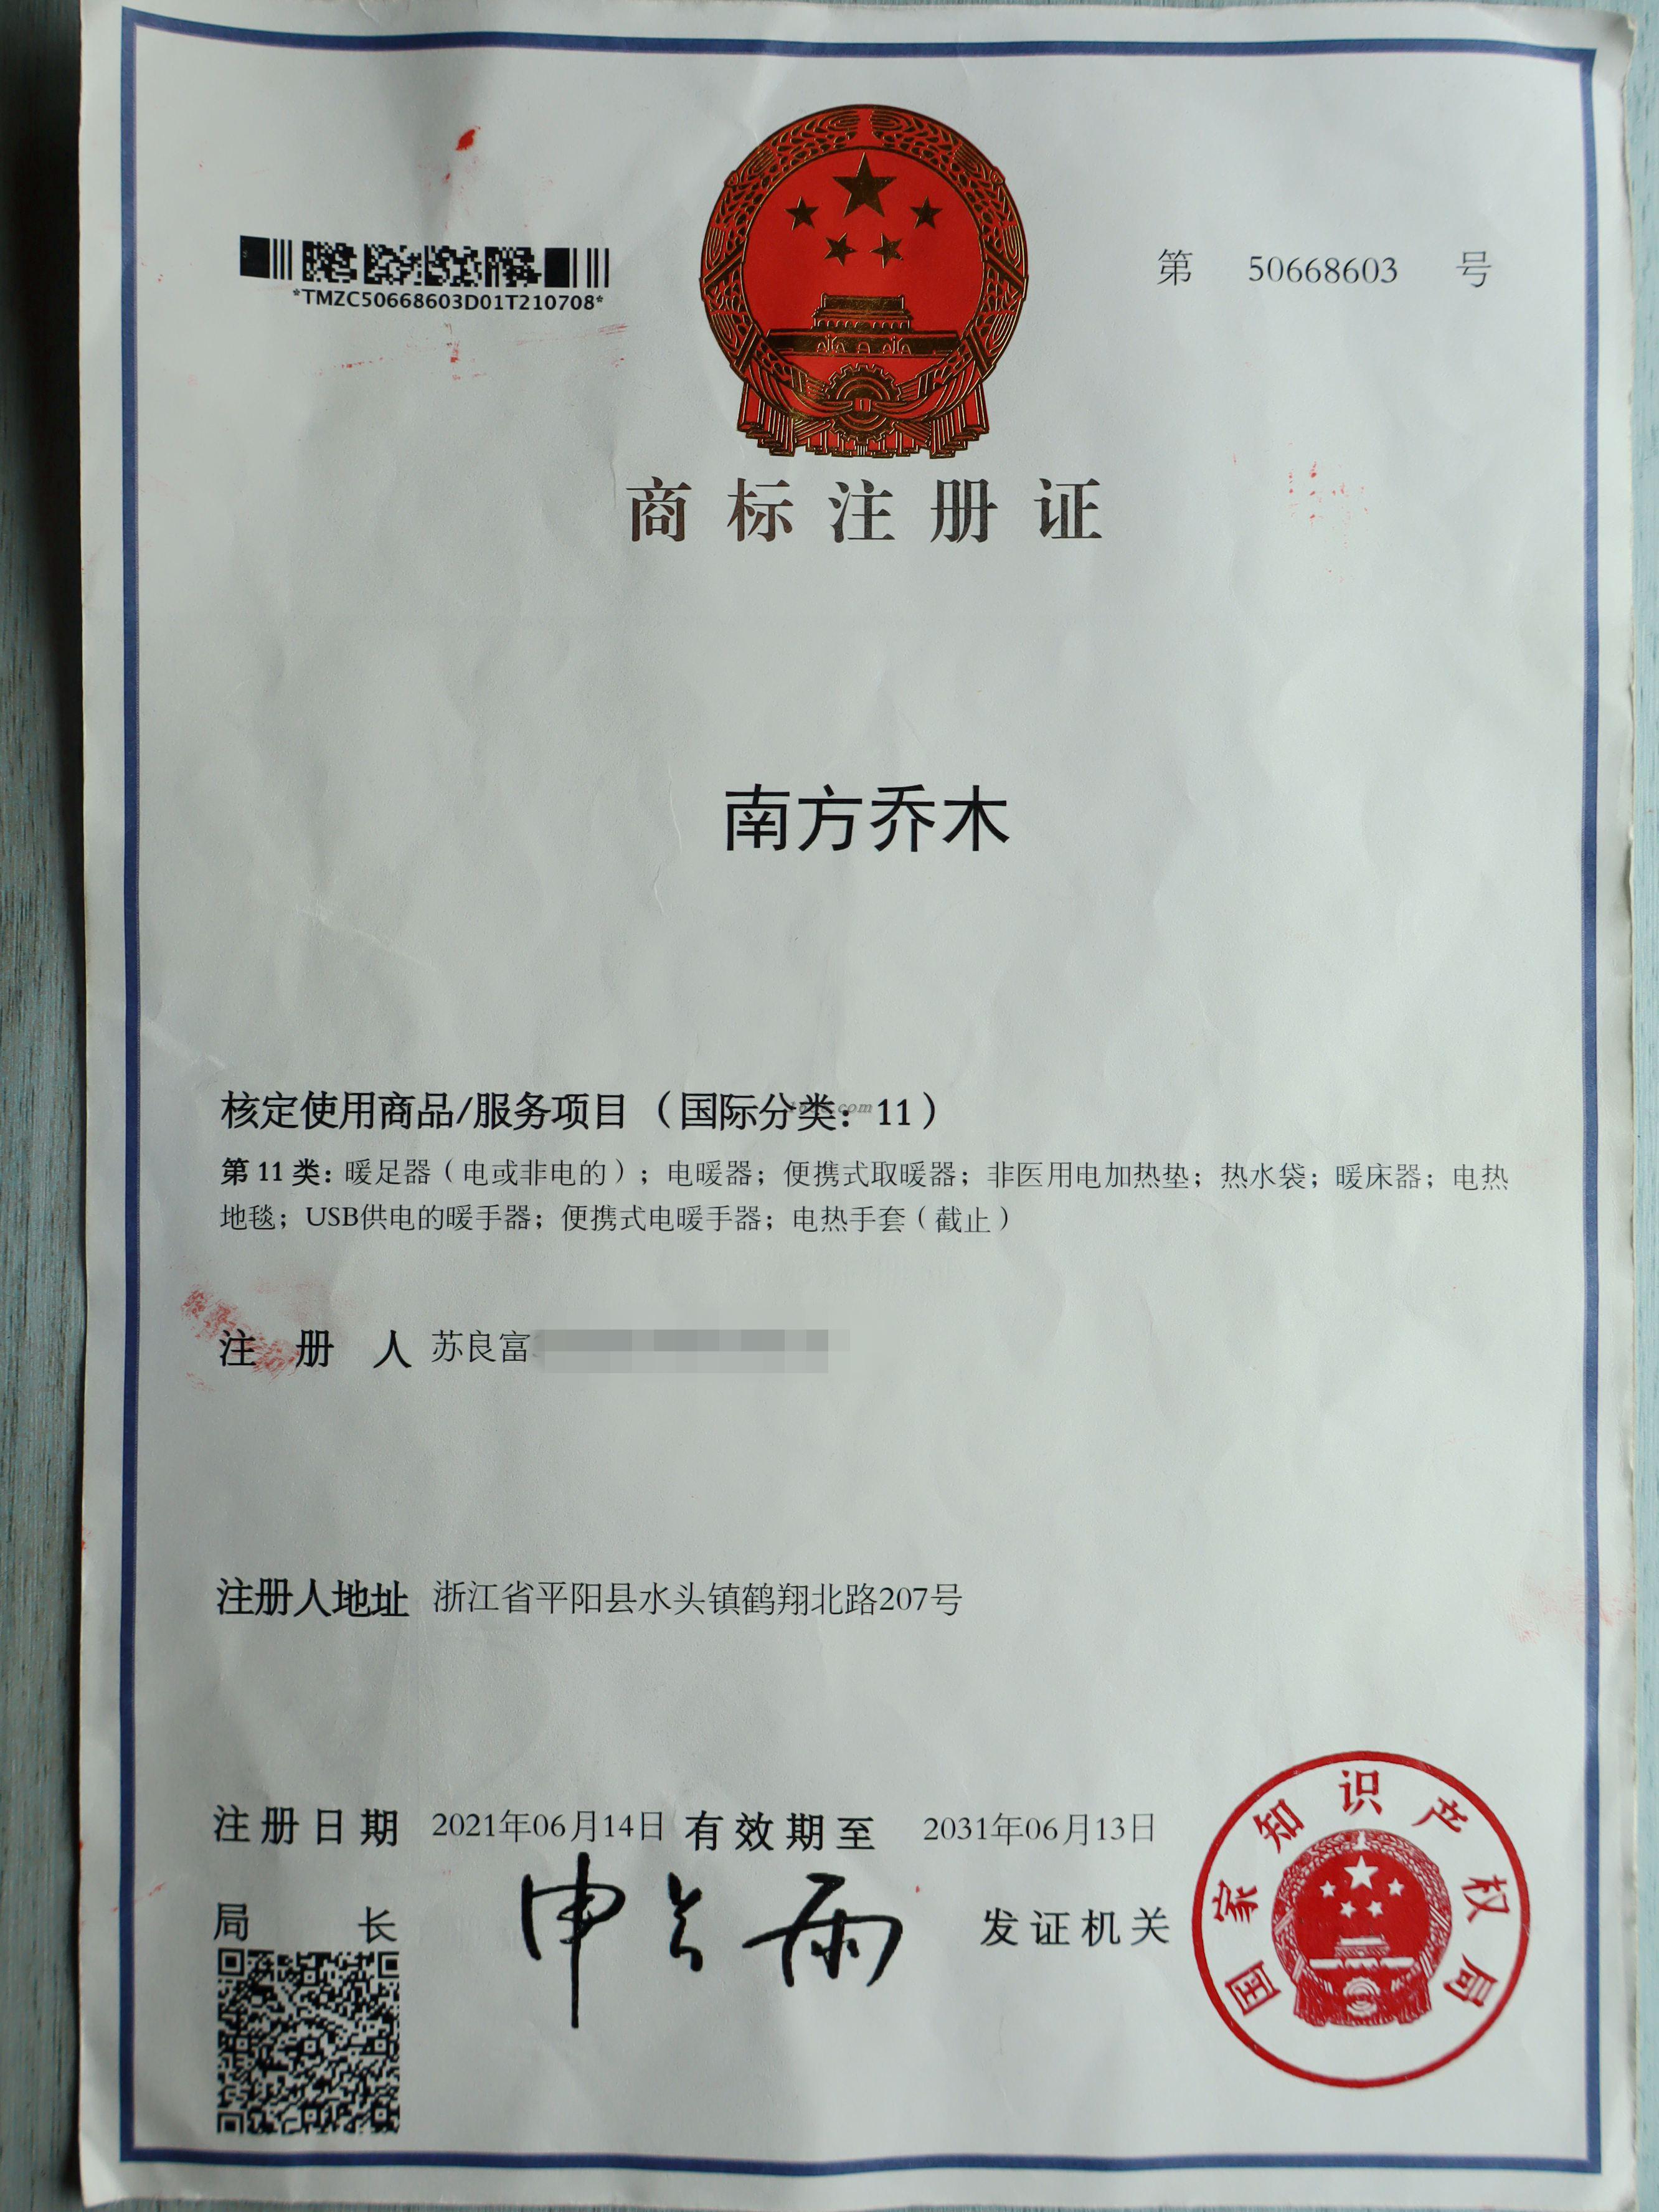 *TMZC50668603D01T210708*
第 50668603 号
商标注册证
南方乔木
核定使用商品/服务项目（国际分类：11）
第 11 类：暖足器（电或非电的）；电暖器；便携式取暖器；非医用电加热垫；热水袋；暖床器；电热
地毯；USB供电的暖手器；便携式电暖手器；电热手套（截止）
注 册 人 苏良富
注册人地址 浙江省平阳县水头镇鹤翔北路207号
注册日期 2021年06月14日 有效期至 2031年06月13日
局 长 申长雨 发证机关
国家知识产权局